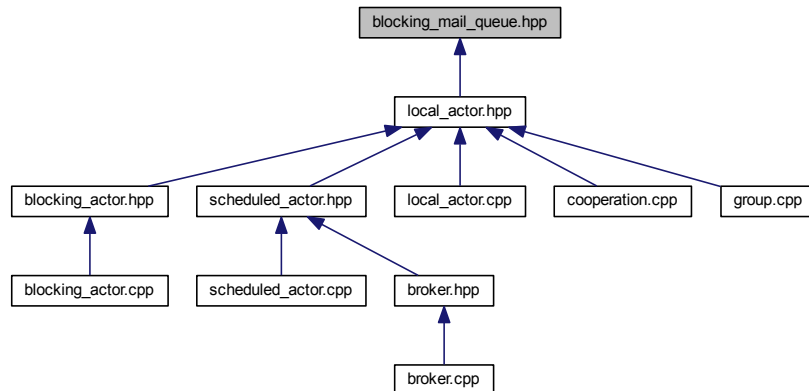 blocking_mail_queue.hpp
local_actor.hpp
blocking_actor.hpp
scheduled_actor.hpp
local_actor.cpp
cooperation.cpp
group.cpp
blocking_actor.cpp
scheduled_actor.cpp
broker.hpp
broker.cpp